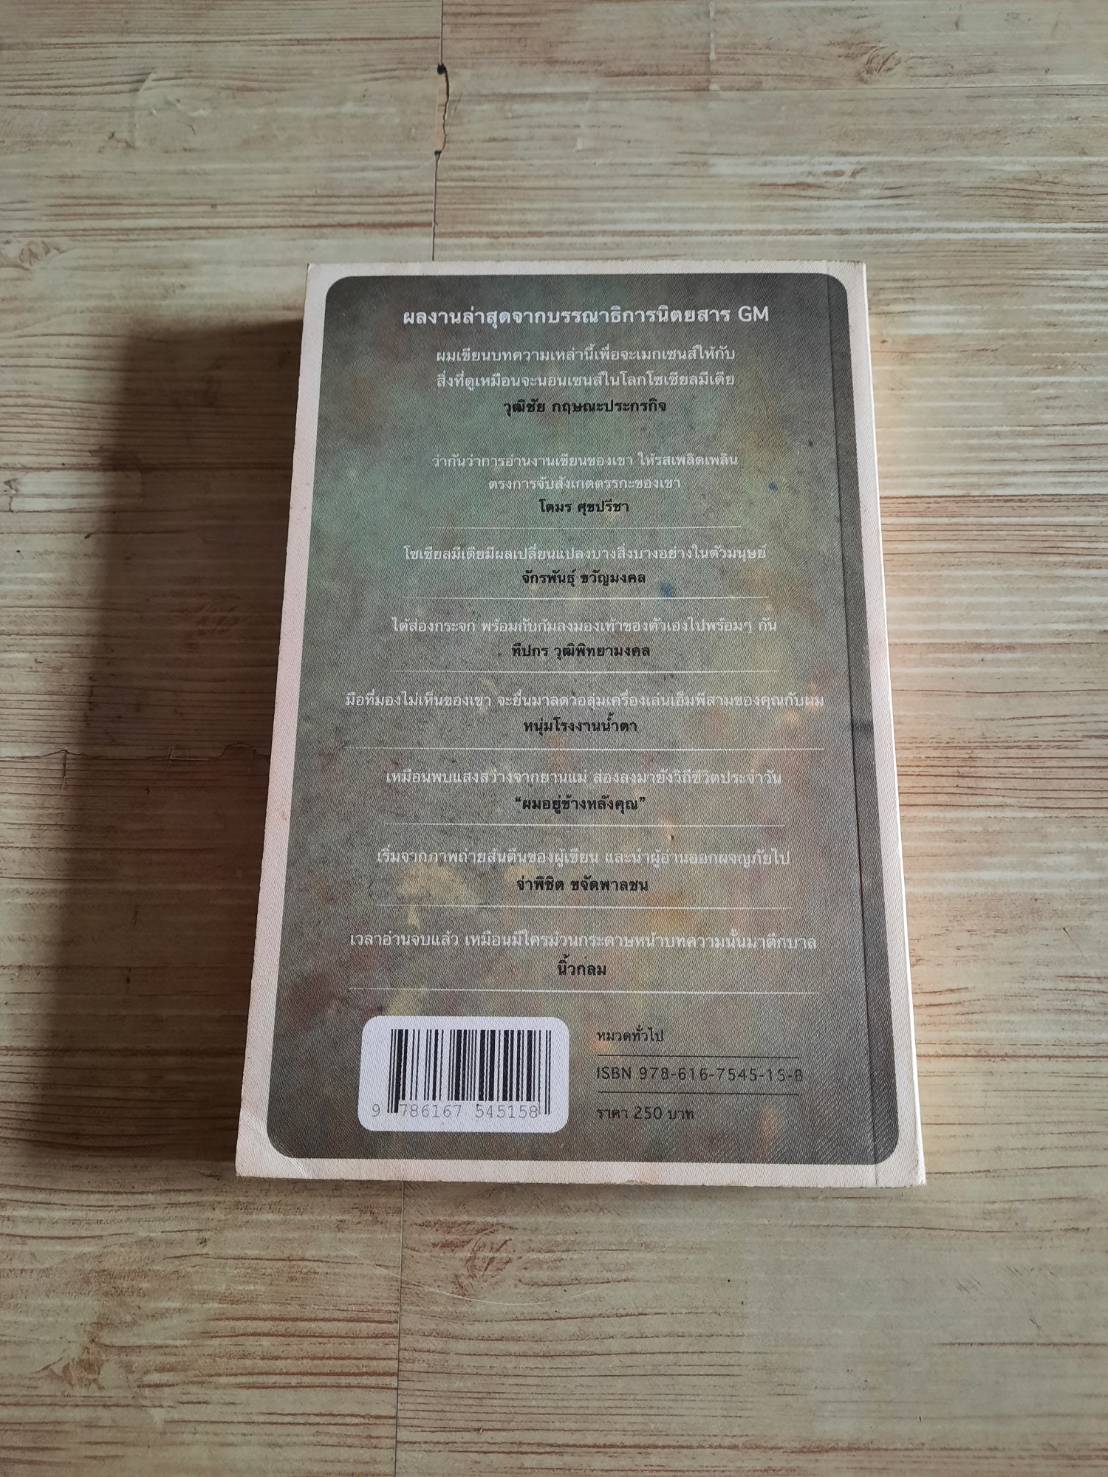 ผลงานล่าสุดจากบรรณาธิการนิตยสาร GM
ผมเขียนบทความเหล่านี้เพื่อจะเมกเซนส์ให้กับ
สิ่งที่ดูเหมือนจะนอนเซนส์ในโลกโซเชียลมีเดีย
วุฒิชัย กฤษณะประกรกิจ
ว่ากันว่าการอ่านงานเขียนของเขา ให้รสเพลิดเพลิน
ตรงการจับสังเกตตรรกะของเขา
โตมร ศุขปรีชา
โซเชียลมีเดียมีผลเปลี่ยนแปลงบางสิ่งบางอย่างในตัวมนุษย์
จักรพันธุ์ ขวัญมงคล
ได้ส่องกระจก พร้อมกับก้มลงมองเท้าของตัวเองไปพร้อมๆ กัน
ทีปกร วุฒิพิทยามงคล
มือที่มองไม่เห็นของเขา จะยื่นมาลดวอลุ่มเครื่องเล่นเอ็มพีสามของคุณกับผม
หนุ่มโรงงานน้ำตา
เหมือนพบแสงสว่างจากยานแม่ ส่องลงมายังวิถีชีวิตประจำวัน
“ผมอยู่ข้างหลังคุณ”
เริ่มจากภาพถ่ายส้นตีนของผู้เขียน และนำผู้อ่านออกผจญภัยไป
จ่าพิชิต ขจัดพาลชน
เวลาอ่านจบแล้ว เหมือนมีใครม้วนกระดาษหน้าบทความนั้นมาตีกบาล
นิ้วกลม
หมวดทั่วไป
ISBN 978-616-7545-15-8
ราคา 250 บาท
9 786167 545158